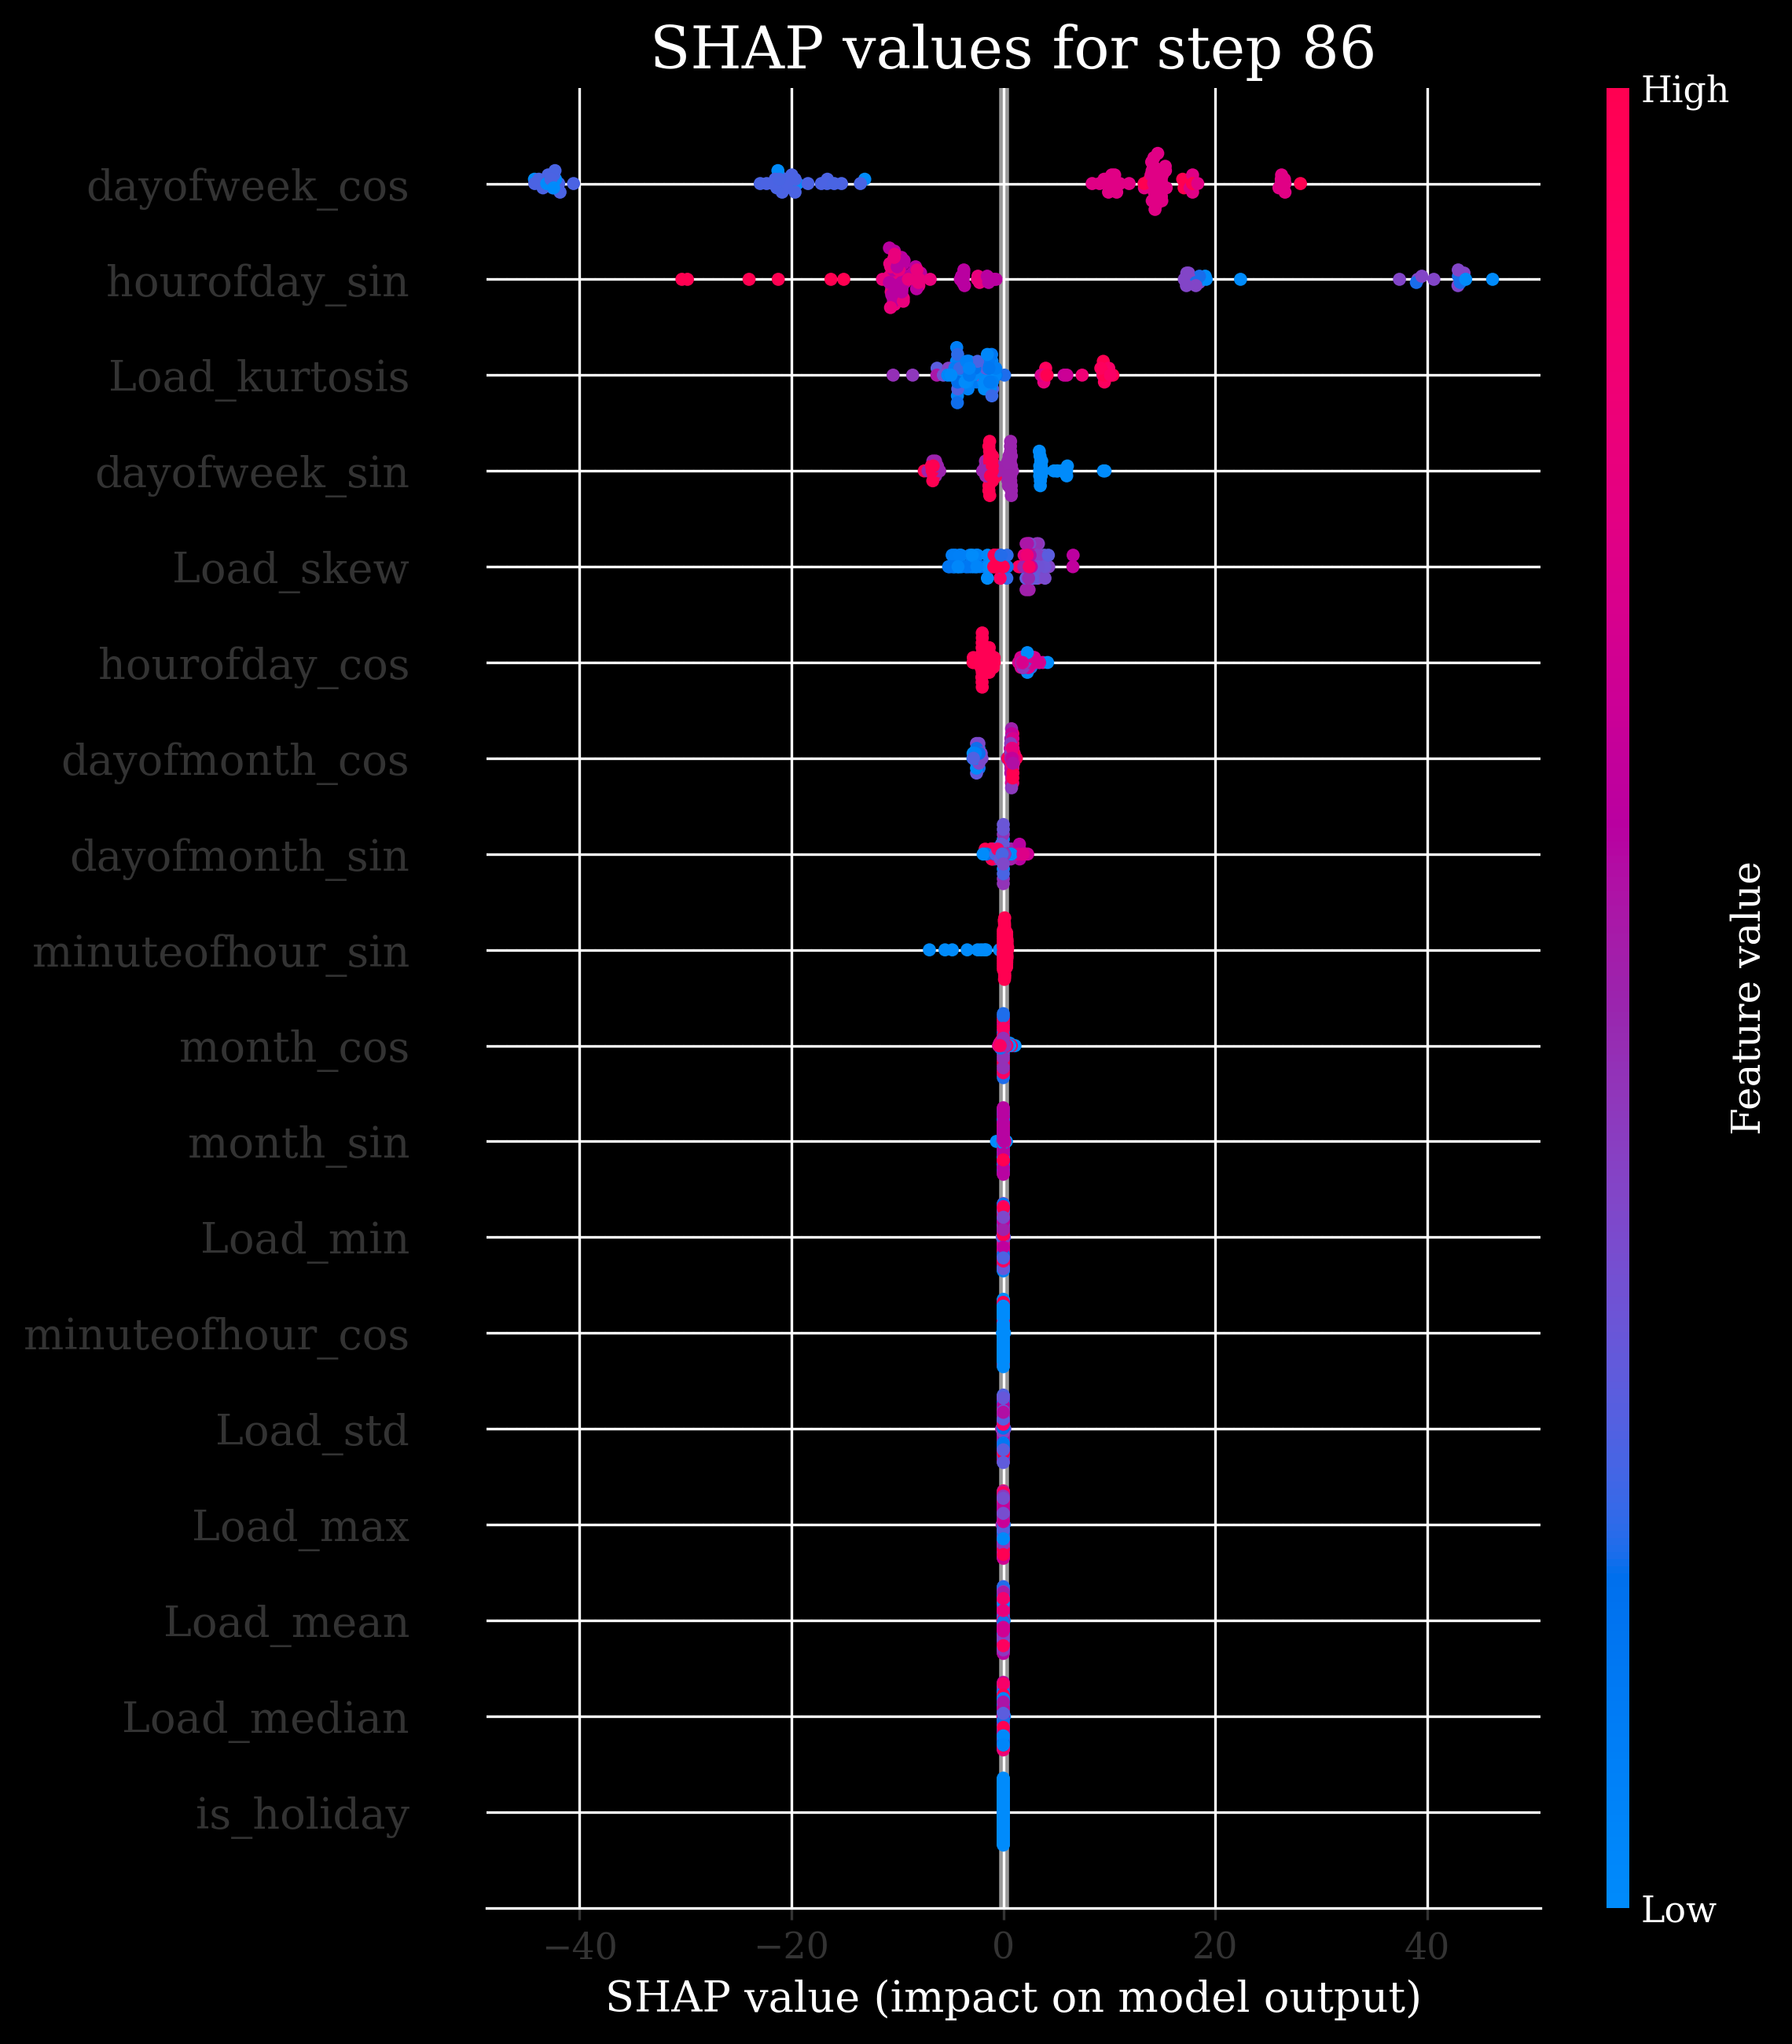 SHAP values for step 86
High
dayofweek_cos
hourofday_sin
Load_kurtosis
dayofweek_sin
Load_skew
hourofday_cos
dayofmonth_cos
dayofmonth_sin
minuteofhour_sin
month_cos
month_sin
Load_min
minuteofhour_cos
Load_std
Load_max
Load_mean
Load_median
is_holiday
Feature value
Low
−40 −20 0 20 40
SHAP value (impact on model output)